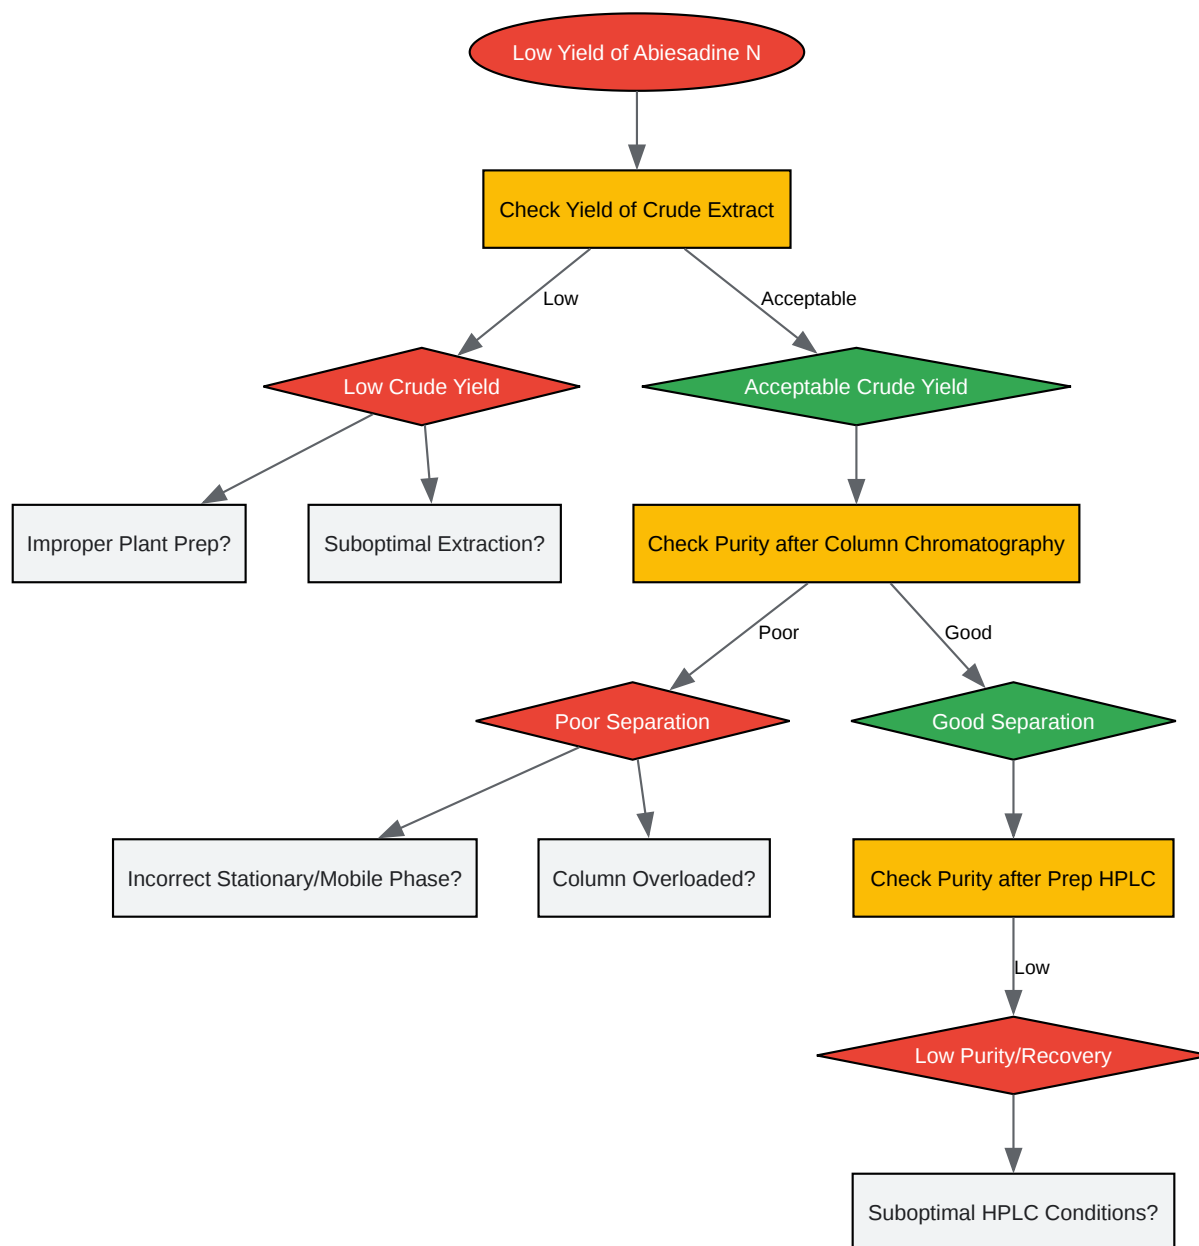 Low Yield of Abiesadine N
Check Yield of Crude Extract
Low
Acceptable
Low Crude Yield
Acceptable Crude Yield
Improper Plant Prep?
Suboptimal Extraction?
Check Purity after Column Chromatography
Poor
Good
Poor Separation
Good Separation
Incorrect Stationary/Mobile Phase?
Column Overloaded?
Check Purity after Prep HPLC
Low
Low Purity/Recovery
Suboptimal HPLC Conditions?